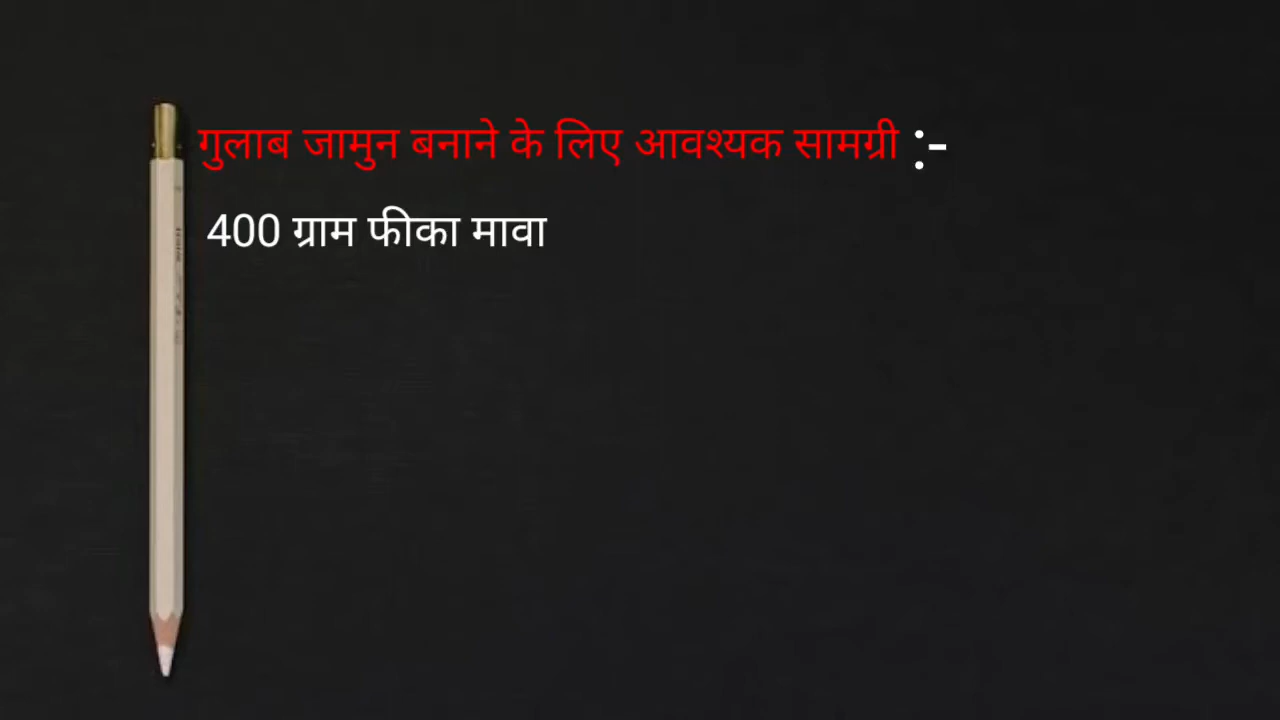 गुलाब जामुन बनाने के लिए आवश्यक सामग्री :-
400 ग्राम फीका मावा